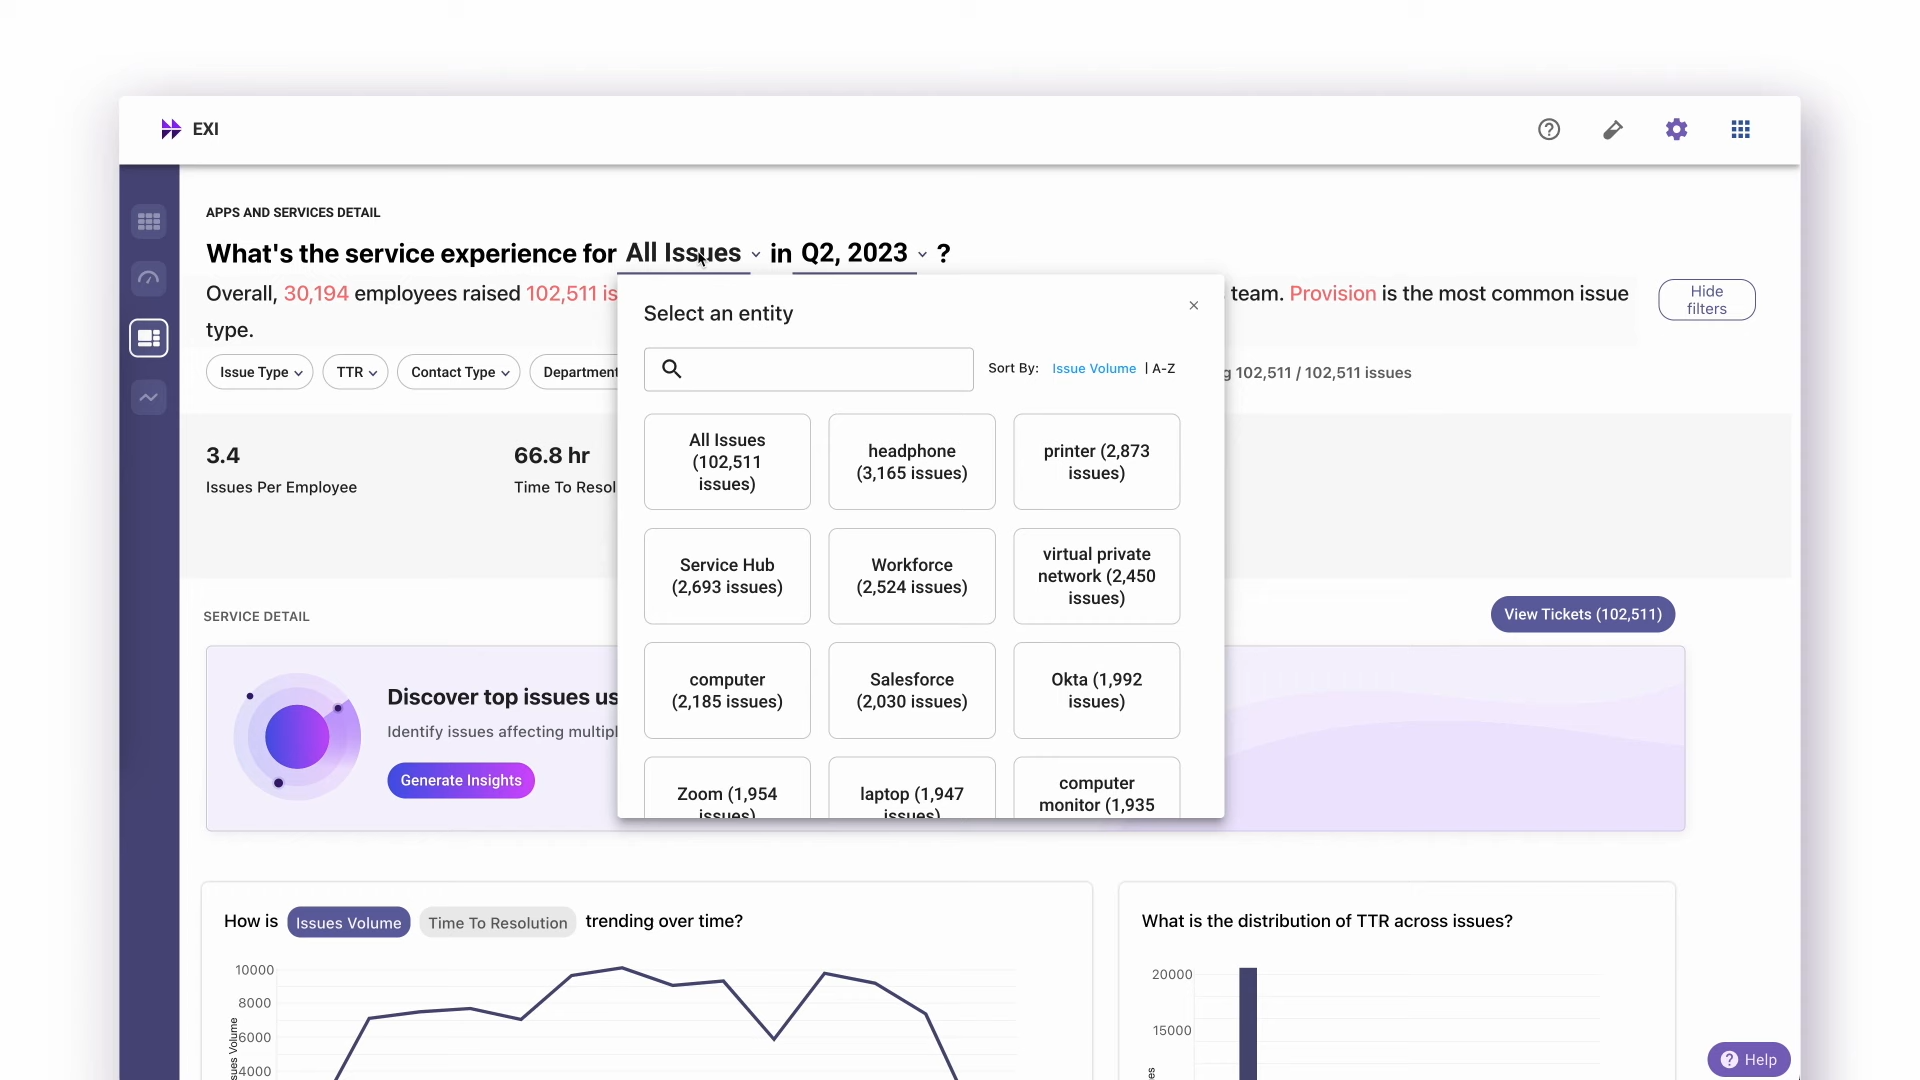 EXI
APPS AND SERVICES DETAIL
What's the service experience for All Issues in Q2, 2023 ?
Overall, 30,194 employees raised 102,511 is
team. Provision is the most common issue
type.
Hide
filters
Issue Type
TTR
Contact Type
Department
102,511 / 102,511 issues
3.4
Issues Per Employee
66.8 hr
Time To Resol
Select an entity
×
Sort By: Issue Volume | A-Z
All Issues
(102,511
issues)
headphone
(3,165 issues)
printer (2,873
issues)
Service Hub
(2,693 issues)
Workforce
(2,524 issues)
virtual private
network (2,450
issues)
computer
(2,185 issues)
Salesforce
(2,030 issues)
Okta (1,992
issues)
Zoom (1,954
issues)
laptop (1,947
issues)
computer
monitor (1,935
SERVICE DETAIL
View Tickets (102,511)
Discover top issues us
Identify issues affecting multipl
Generate Insights
How is Issues Volume Time To Resolution trending over time?
10000
8000
6000
4000
sues Volume
What is the distribution of TTR across issues?
20000
15000
? Help